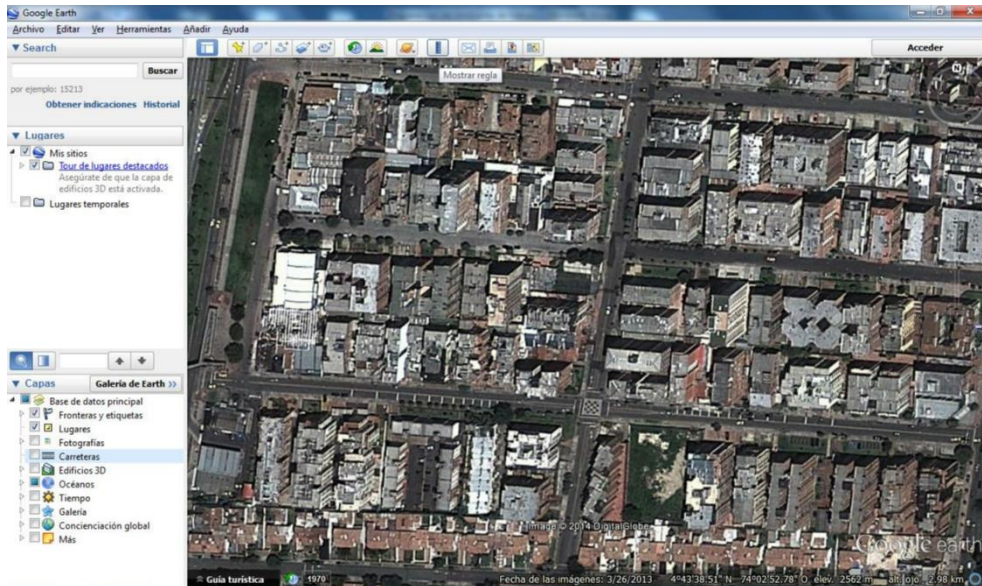 Google Earth
Archivo Editar Ver Herramientas Añadir Ayuda
▼ Search
Buscar
por ejemplo: 15213
Obtener indicaciones Historial
▼ Lugares
Mis sitios
Tour de lugares destacados
Asegúrate de que la capa de
edificios 3D está activada.
Lugares temporales
▼ Capas
Galería de Earth >>
Base de datos principal
Fronteras y etiquetas
Lugares
Fotografías
Carreteras
Edificios 3D
Océanos
Tiempo
Galería
Concienciación global
Más
Acceder
Mostrar regla
Image © 2014 DigitalGlobe
Google earth
Guía turística
1970
Fecha de las imágenes: 3/26/2013 4°43'38.51" N 74°02'52.78" O elev. 2562 m alt. ojo 2.98 km